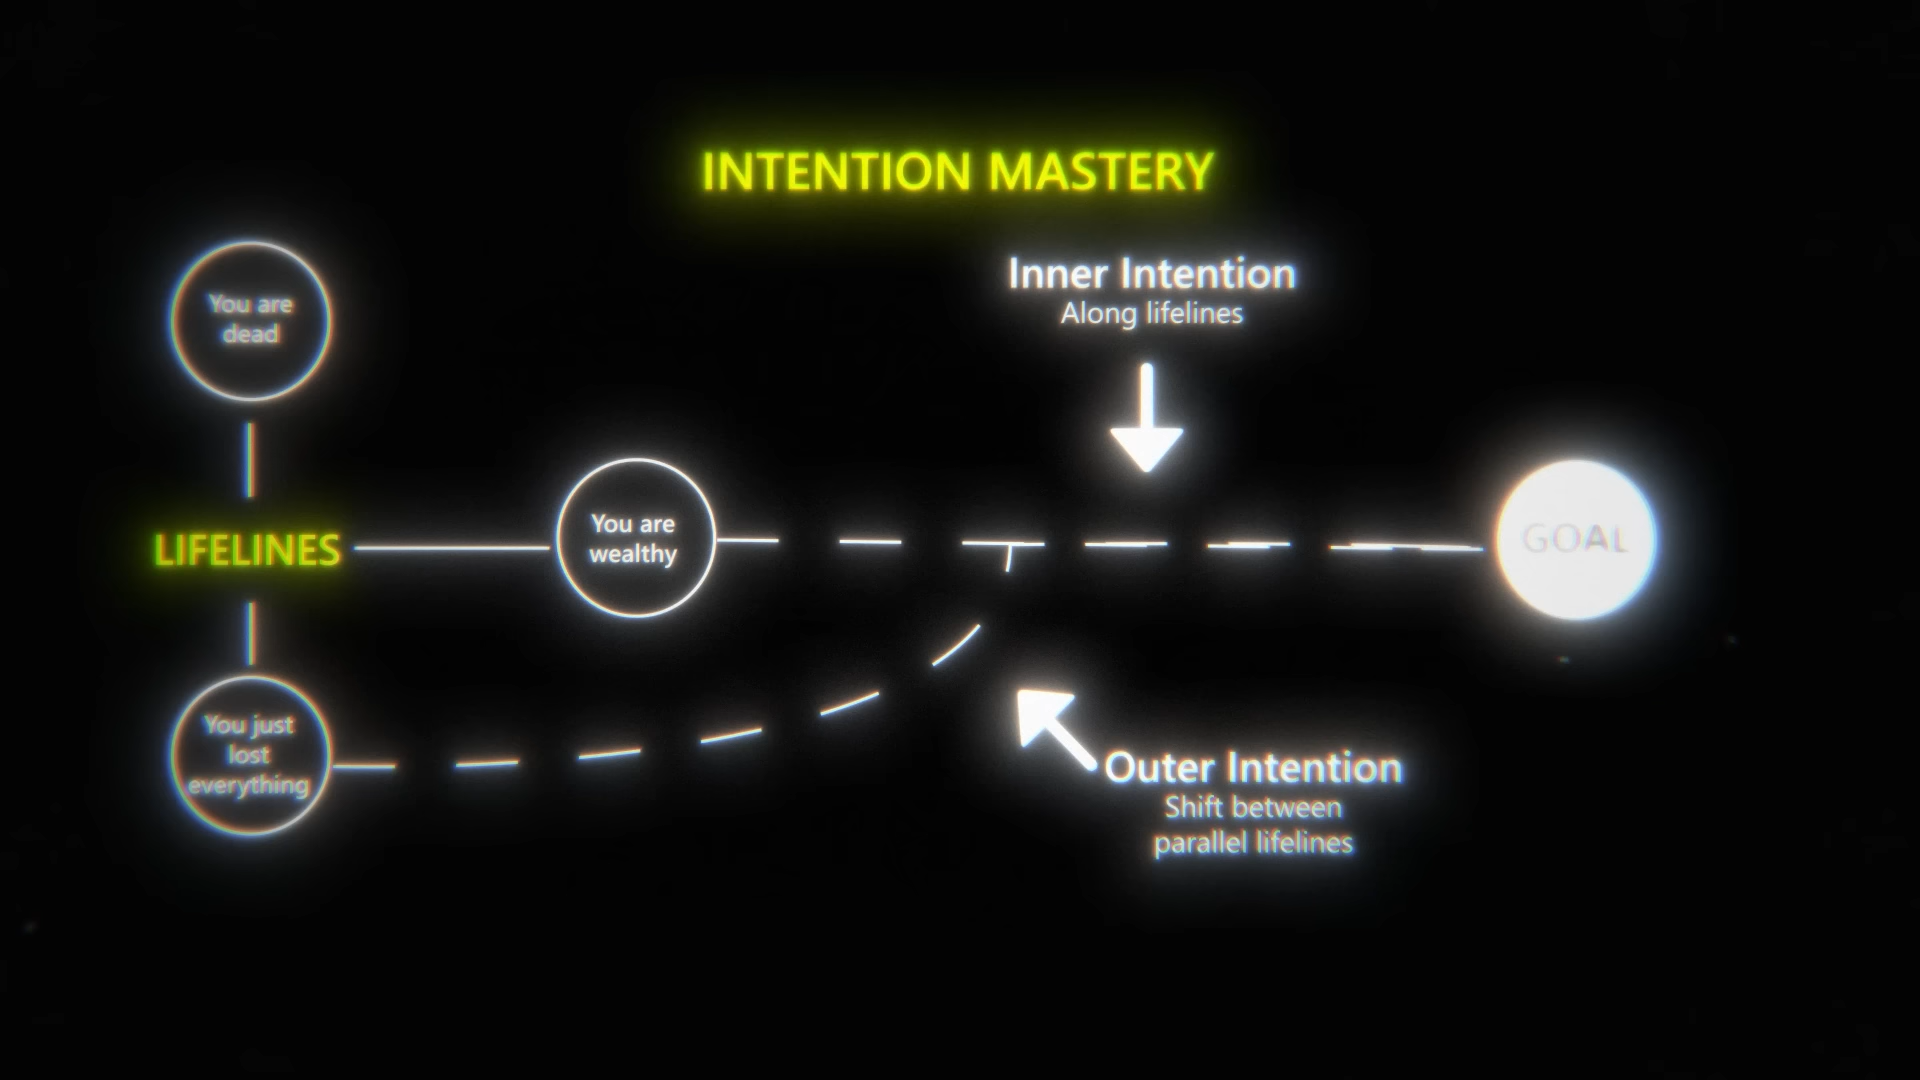 INTENTION MASTERY
Inner Intention
Along lifelines
You are
dead
LIFELINES
You are
wealthy
GOAL
You just
lost
everything
Outer Intention
Shift between
parallel lifelines